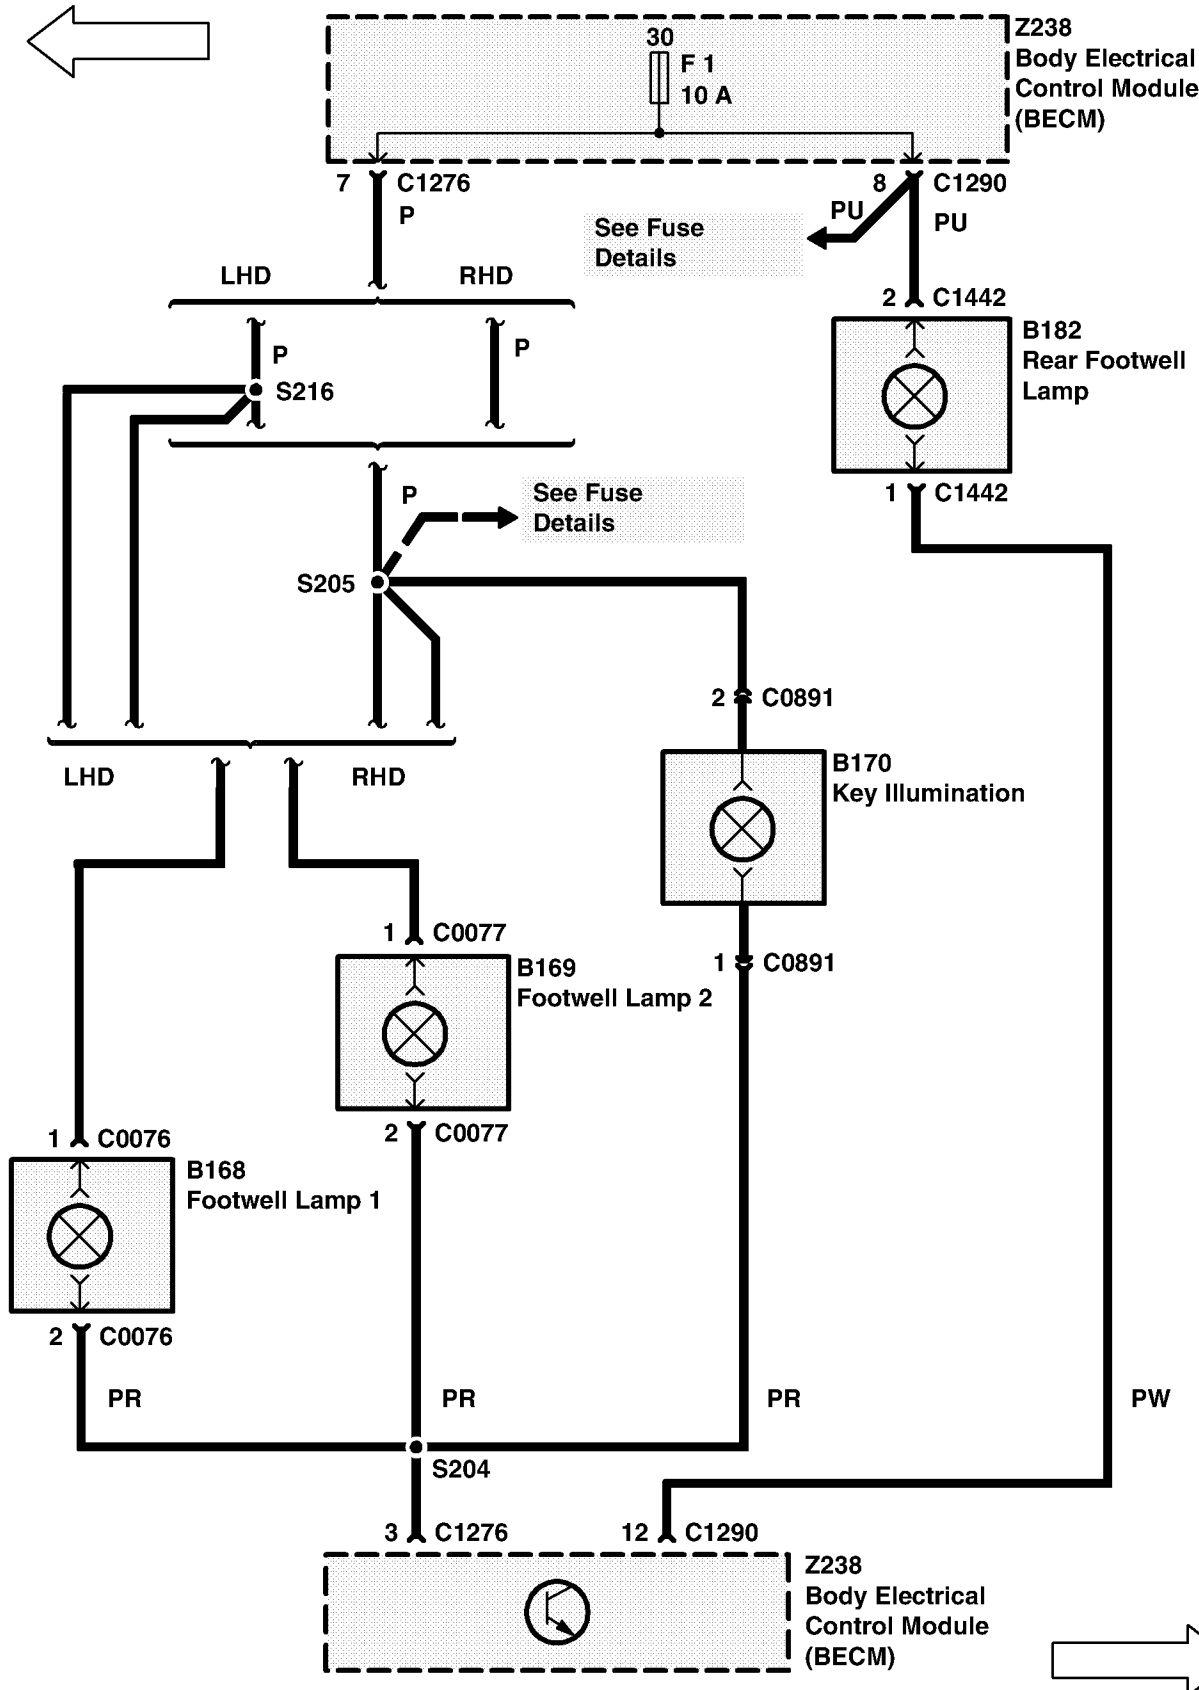 30
F 1
10 A
Z238
Body Electrical
Control Module
(BECM)
7 C1276
8 C1290
P
PU
PU
See Fuse
Details
LHD
RHD
2 C1442
P
P
S216
B182
Rear Footwell
Lamp
P
See Fuse
Details
1 C1442
S205
2 C0891
LHD
RHD
B170
Key Illumination
1 C0077
1 C0891
B169
Footwell Lamp 2
1 C0076
2 C0077
B168
Footwell Lamp 1
2 C0076
PR
PR
PR
PW
S204
3 C1276
12 C1290
Z238
Body Electrical
Control Module
(BECM)